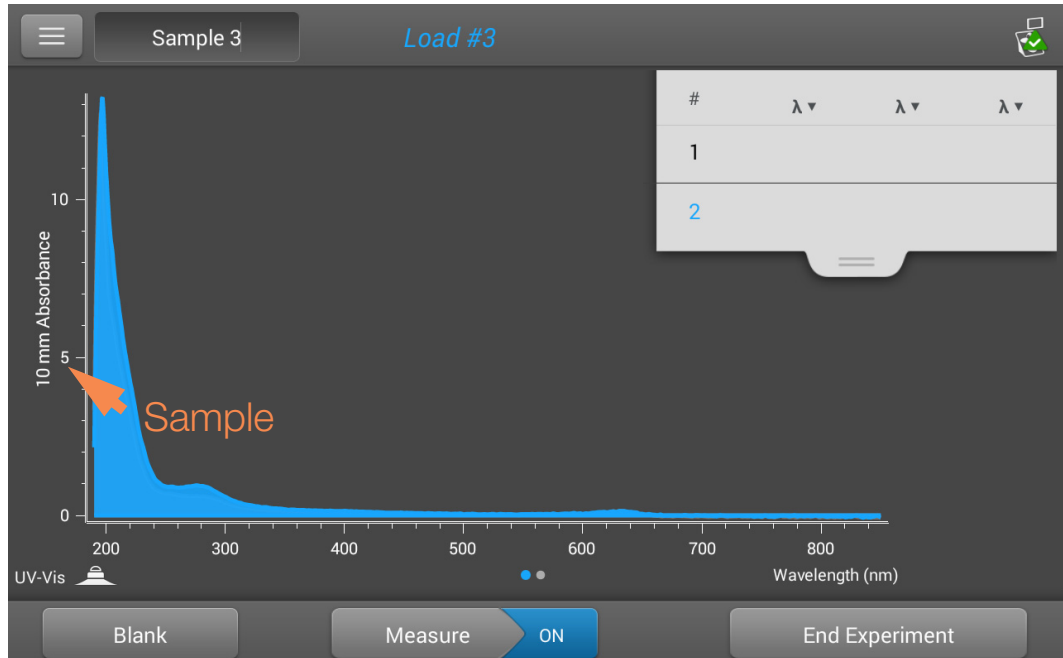 Sample 3
Load #3
# λ ▾ λ ▾ λ ▾
1
2
10 mm Absorbance
10
5
0
Sample
200 300 400 500 600 700 800
UV-Vis
Wavelength (nm)
Blank
Measure
ON
End Experiment